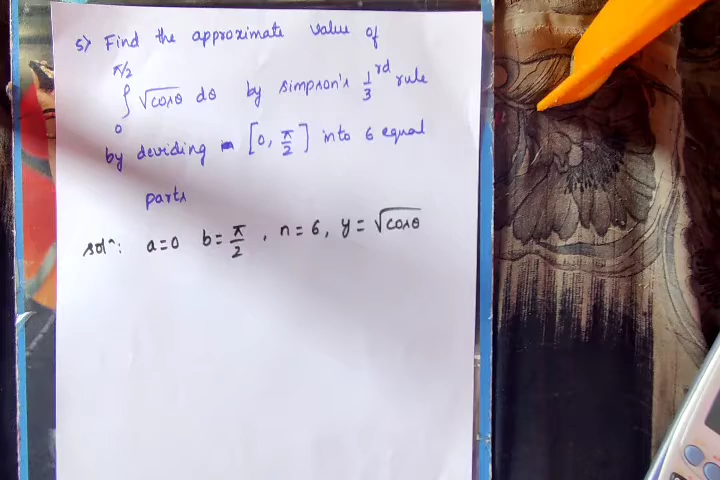 5) Find the approximate value of
π/2
∫ √cosθ dθ by simpson's 1/3 rd rule
0
by deviding [0, π/2] into 6 equal
parts
solⁿ: a=0 b=π/2, n=6, y=√cosθ